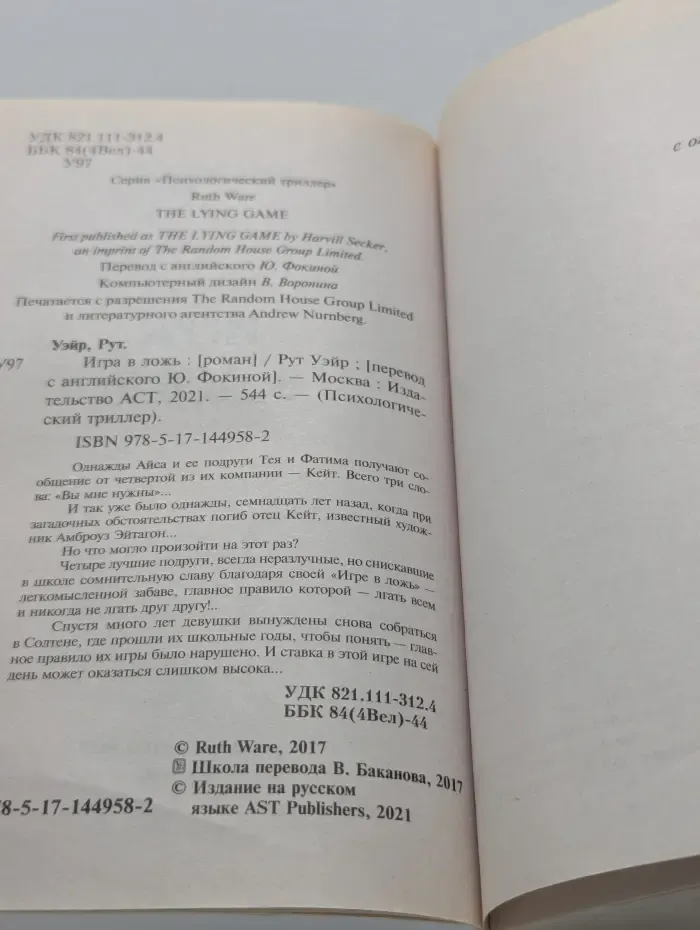 УДК 821.111-312.4
ББК 84(4Вел)-44
У97
Серия «Психологический триллер»
Ruth Ware
THE LYING GAME
First published as THE LYING GAME by Harvill Secker,
an imprint of The Random House Group Limited.
Перевод с английского Ю. Фокиной
Компьютерный дизайн В. Воронина
Печатается с разрешения The Random House Group Limited
и литературного агентства Andrew Nurnberg.
Уэйр, Рут.
У97 Игра в ложь : [роман] / Рут Уэйр ; [перевод
с английского Ю. Фокиной]. — Москва : Изда-
тельство АСТ, 2021. — 544 с. — (Психологиче-
ский триллер).
ISBN 978-5-17-144958-2
Однажды Айса и ее подруги Тея и Фатима получают со-
общение от четвертой из их компании — Кейт. Всего три сло-
ва: «Вы мне нужны»...
И так уже было однажды, семнадцать лет назад, когда при
загадочных обстоятельствах погиб отец Кейт, известный худож-
ник Амброуз Эйтагон...
Но что могло произойти на этот раз?
Четыре лучшие подруги, всегда неразлучные, но снискавшие
в школе сомнительную славу благодаря своей «Игре в ложь» —
легкомысленной забаве, главное правило которой — лгать всем
и никогда не лгать друг другу!..
Спустя много лет девушки вынуждены снова собраться
в Солтене, где прошли их школьные годы, чтобы понять — глав-
ное правило их игры было нарушено. И ставка в этой игре на сей
день может оказаться слишком высока...
УДК 821.111-312.4
ББК 84(4Вел)-44
© Ruth Ware, 2017
Школа перевода В. Баканова, 2017
© Издание на русском
языке AST Publishers, 2021
8-5-17-144958-2
с